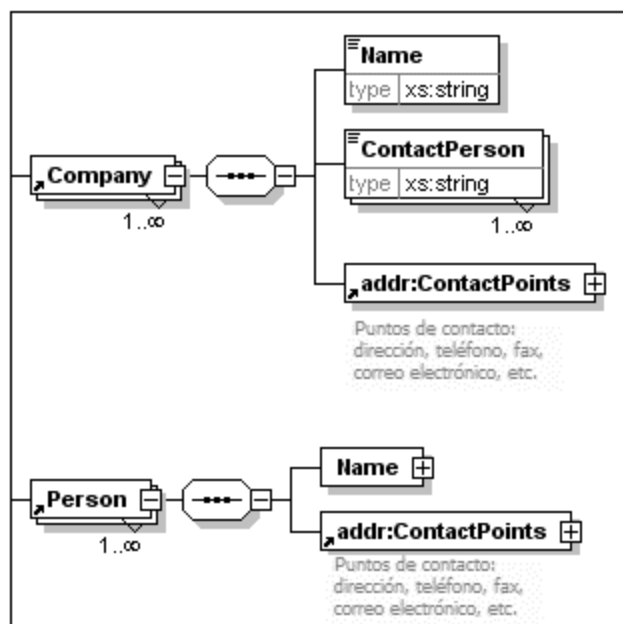 Name
type xs:string
Company
1..∞
ContactPerson
type xs:string
1..∞
addr:ContactPoints
Puntos de contacto:
dirección, teléfono, fax,
correo electrónico, etc.
Person
1..∞
Name
addr:ContactPoints
Puntos de contacto:
dirección, teléfono, fax,
correo electrónico, etc.